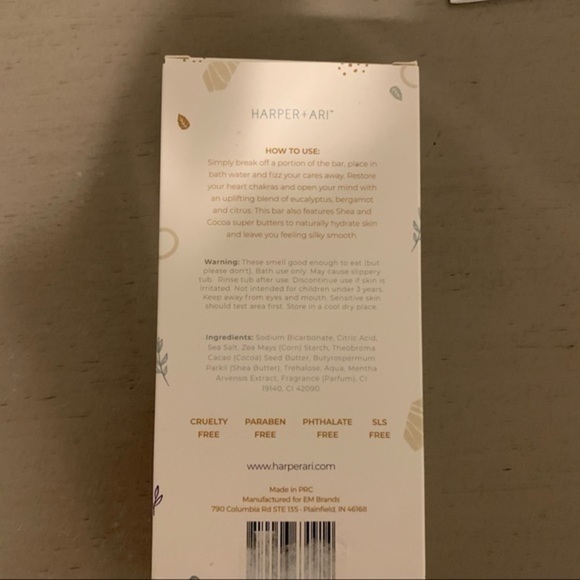 HARPER+ARI™
HOW TO USE:
Simply break off a portion of the bar, place in
bath water and fizz your cares away. Restore
your heart chakras and open your mind with
an uplifting blend of eucalyptus, bergamot
and citrus. This bar also features Shea and
Cocoa super butters to naturally hydrate skin
and leave you feeling silky smooth.
Warning: These smell good enough to eat (but
please don't). Bath use only. May cause slippery
tub. Rinse tub after use. Discontinue use if skin is
irritated. Not intended for children under 3 years.
Keep away from eyes and mouth. Sensitive skin
should test area first. Store in a cool dry place.
Ingredients: Sodium Bicarbonate, Citric Acid,
Sea Salt, Zea Mays (Corn) Starch, Theobroma
Cacao (Cocoa) Seed Butter, Butyrospermum
Parkii (Shea Butter), Trehalose, Aqua, Mentha
Arvensis Extract, Fragrance (Parfum), CI
19140, CI 42090.
CRUELTY FREE
PARABEN FREE
PHTHALATE FREE
SLS FREE
www.harperari.com
Made in PRC
Manufactured for EM Brands
790 Columbia Rd STE 135 • Plainfield, IN 46168